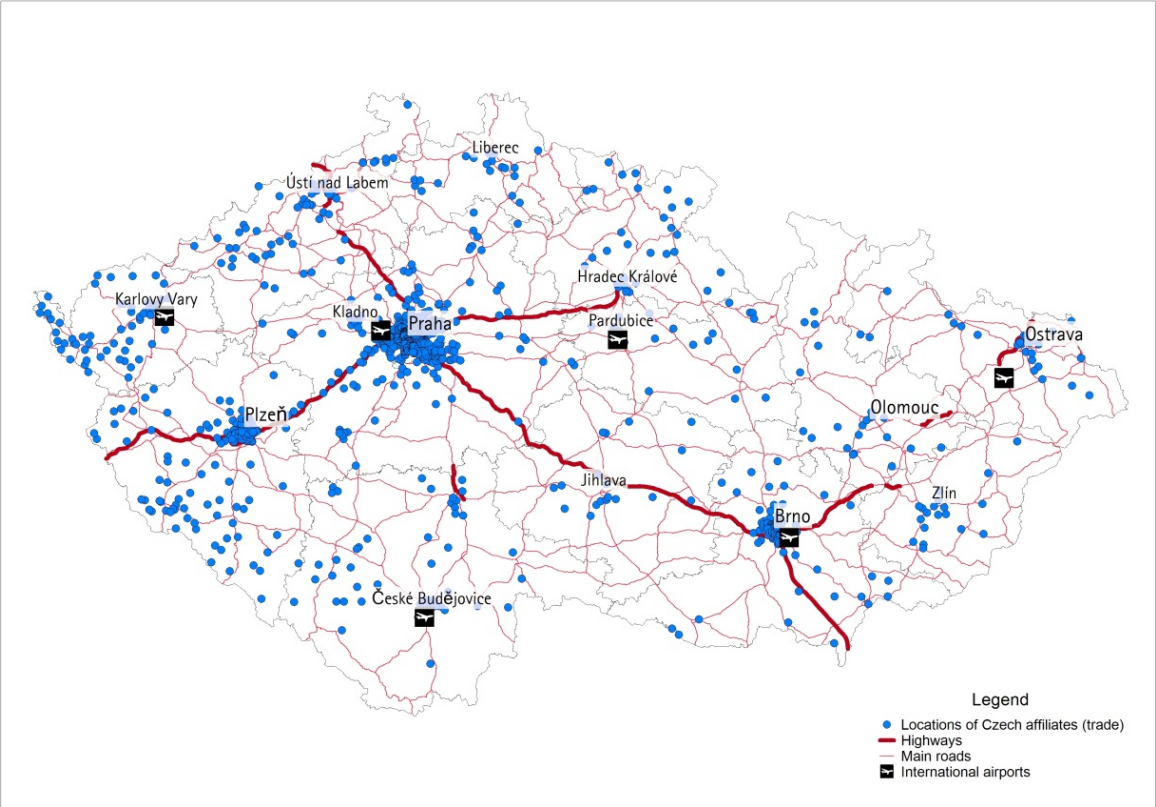 Liberec
Ústí nad Labem
Hradec Králové
Karlovy Vary
Kladno
Praha
Pardubice
Ostrava
Plzeň
Olomouc
Jihlava
Zlín
Brno
České Budějovice
Legend
Locations of Czech affiliates (trade)
Highways
Main roads
International airports